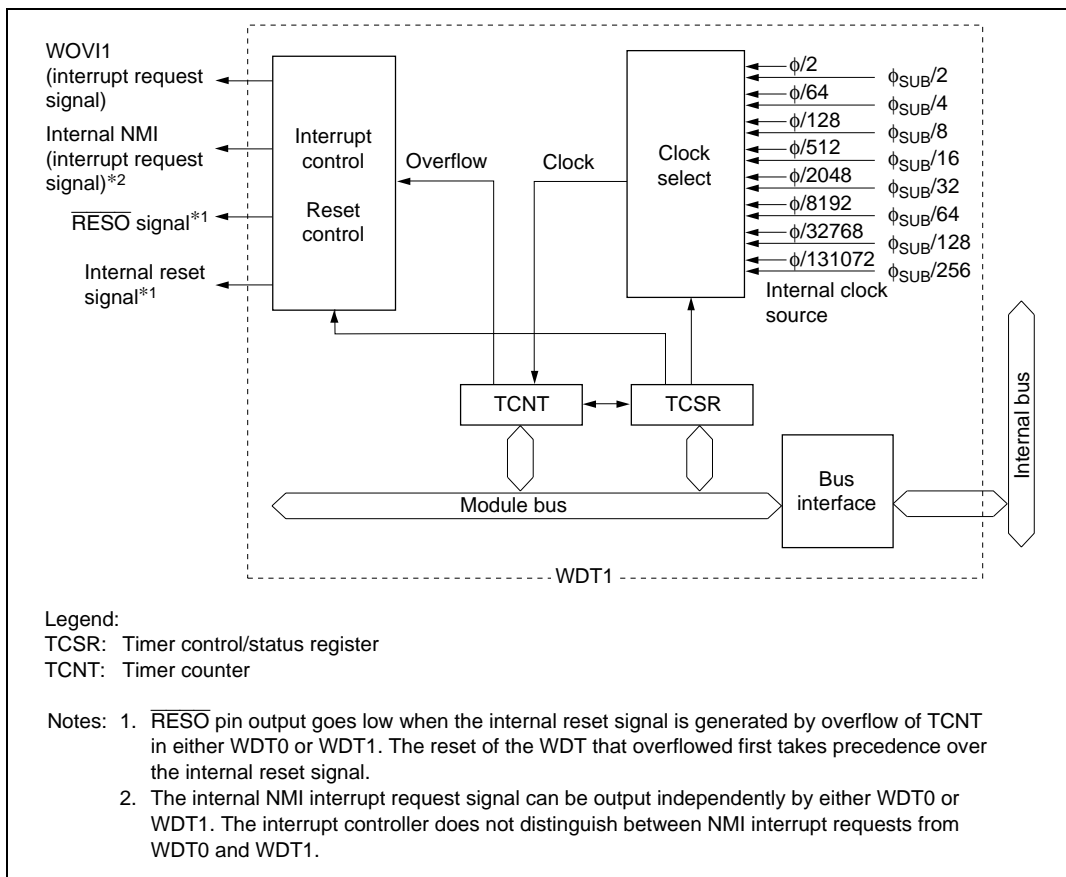 WOVI1
(interrupt request
signal)
Internal NMI
(interrupt request
signal)*2
RESO signal*1
Internal reset
signal*1
Interrupt
control
Reset
control
Overflow
Clock
Clock
select
ϕ/2
ϕSUB/2
ϕ/64
ϕSUB/4
ϕ/128
ϕSUB/8
ϕ/512
ϕSUB/16
ϕ/2048
ϕSUB/32
ϕ/8192
ϕSUB/64
ϕ/32768
ϕSUB/128
ϕ/131072
ϕSUB/256
Internal clock
source
TCNT
TCSR
Module bus
Bus
interface
Internal bus
WDT1
Legend:
TCSR: Timer control/status register
TCNT: Timer counter
Notes: 1. RESO pin output goes low when the internal reset signal is generated by overflow of TCNT
in either WDT0 or WDT1. The reset of the WDT that overflowed first takes precedence over
the internal reset signal.
2. The internal NMI interrupt request signal can be output independently by either WDT0 or
WDT1. The interrupt controller does not distinguish between NMI interrupt requests from
WDT0 and WDT1.